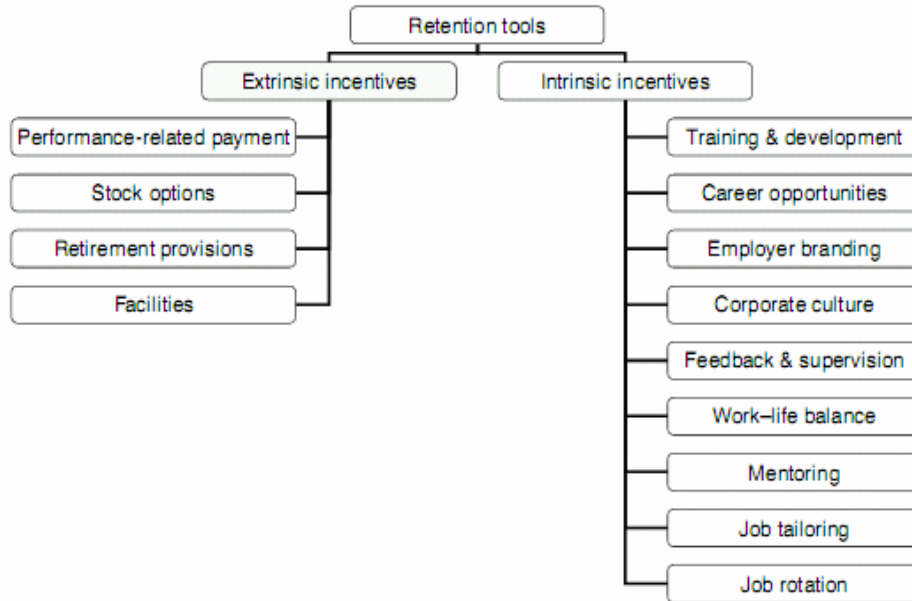 Retention tools
Extrinsic incentives
Intrinsic incentives
Performance-related payment
Stock options
Retirement provisions
Facilities
Training & development
Career opportunities
Employer branding
Corporate culture
Feedback & supervision
Work–life balance
Mentoring
Job tailoring
Job rotation